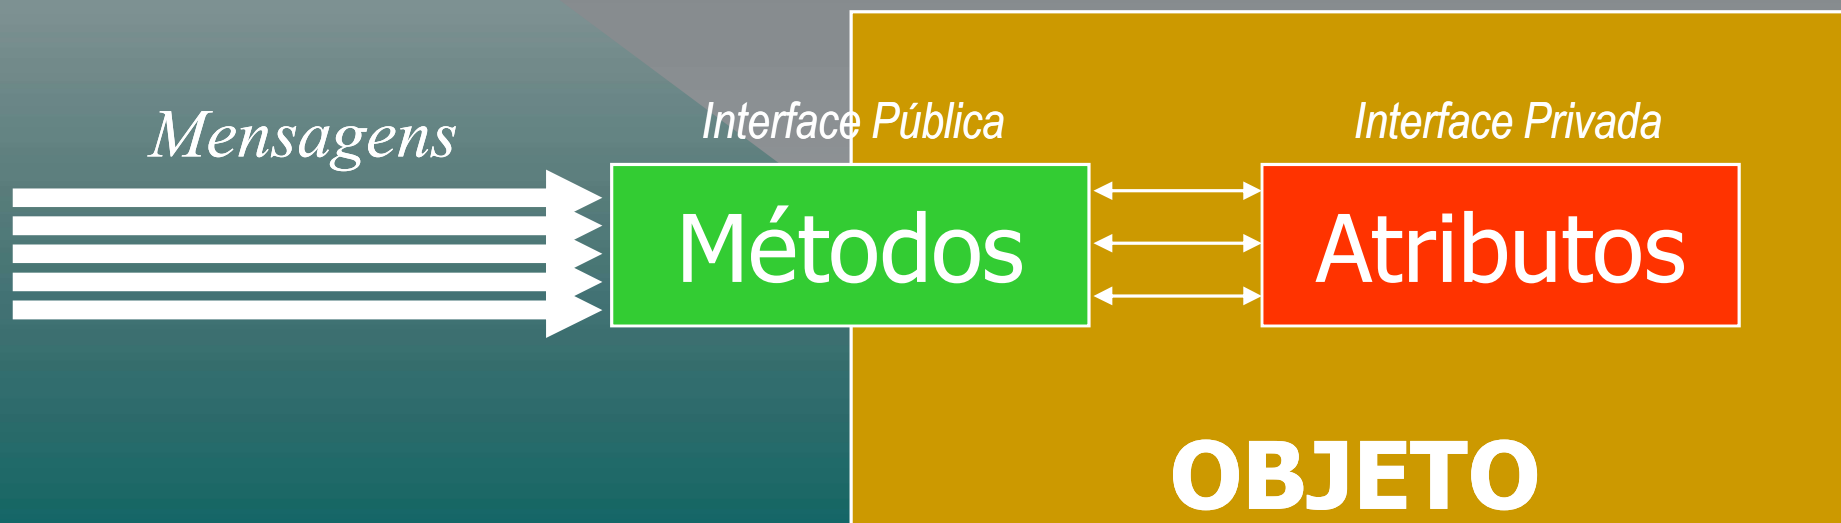 Mensagens
Interface Pública
Interface Privada
Métodos
Atributos
OBJETO